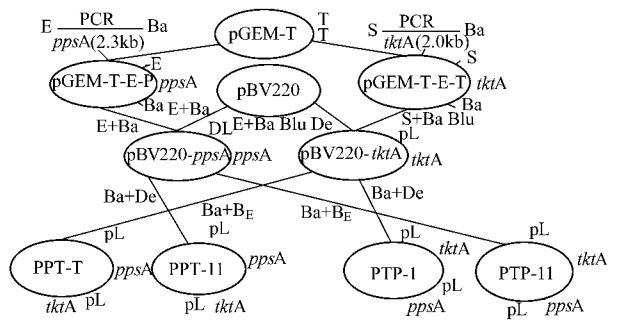 E PCR Ba
ppsA(2.3kb)
pGEM-T
T
T
S PCR Ba
tktA(2.0kb)
E
pGEM-T-E-P
ppsA
Ba
E+Ba
pBV220
S
pGEM-T-E-T
tktA
Ba
S+Ba Blu
E+Ba
DL
E+Ba Blu De
pL
pBV220-ppsA
ppsA
pBV220-tktA
tktA
Ba+De
Ba+BE
Ba+BE
Ba+De
pL
PPT-T
ppsA
tktA
pL
pL
PPT-11
ppsA
pL
tktA
pL
tktA
PTP-1
pL
ppsA
pL
tktA
PTP-11
ppsA
pL